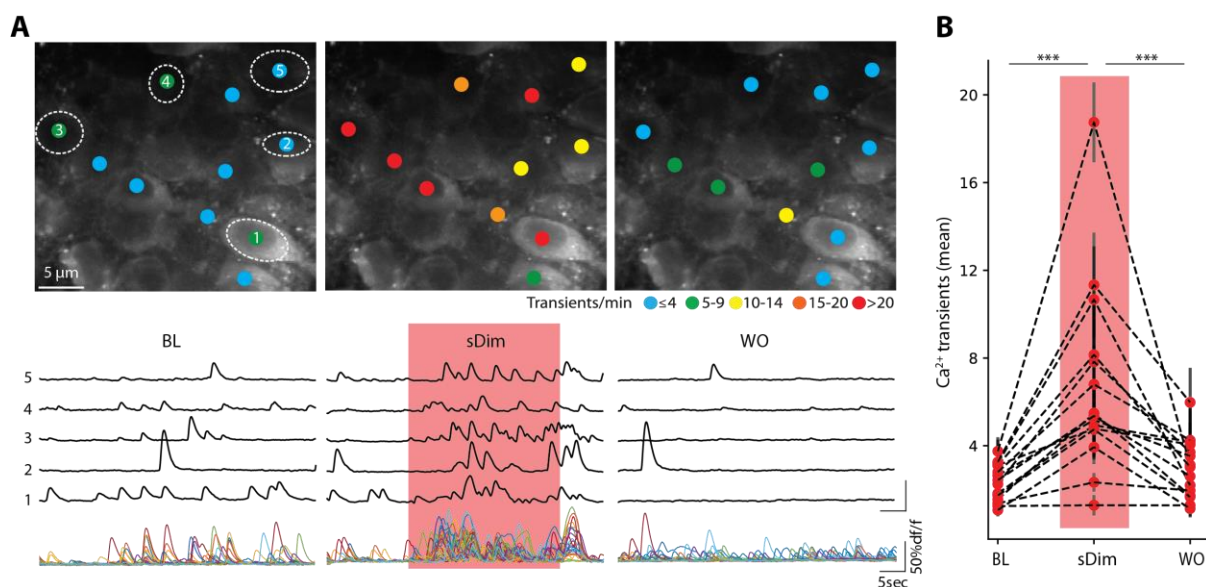 A
B
5
4
3
2
1
5 µm
Transients/min ≤4 5-9 10-14 15-20 >20
BL sDim WO
5
4
3
2
1
50%df/f
5sec
*** ***
Ca²⁺ transients (mean)
20
16
12
8
4
BL sDim WO